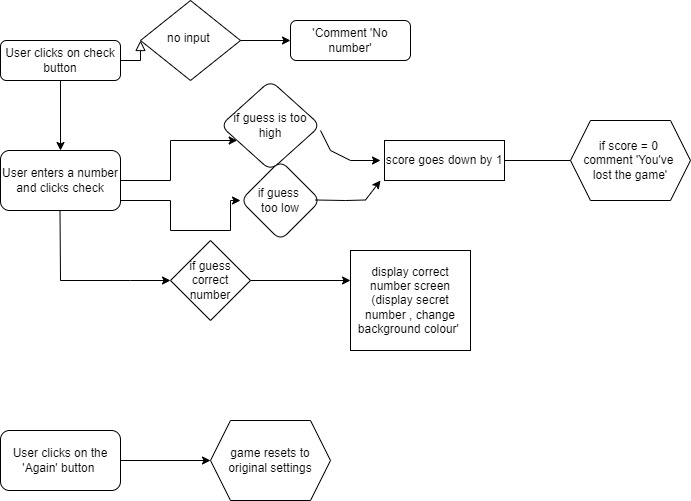 User clicks on check
button
no input
'Comment 'No
number'
User enters a number
and clicks check
if guess is too
high
if guess
too low
score goes down by 1
if score = 0
comment 'You've
lost the game'
if guess
correct
number
display correct
number screen
(display secret
number , change
background colour'
User clicks on the
'Again' button
game resets to
original settings